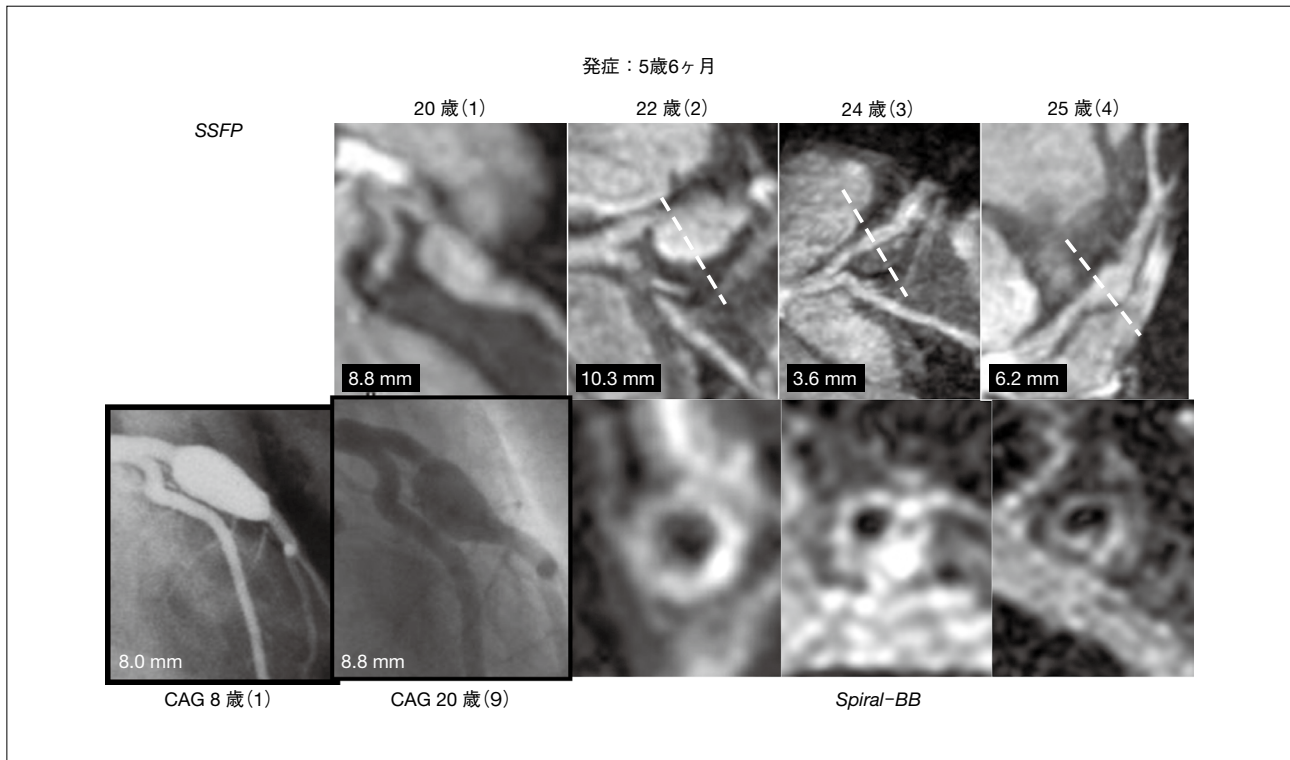 発症：5歳6ヶ月
SSFP
20 歳（1）
22 歳（2）
24 歳（3）
25 歳（4）
8.8 mm
10.3 mm
3.6 mm
6.2 mm
8.0 mm
8.8 mm
CAG 8 歳（1）
CAG 20 歳（9）
Spiral-BB